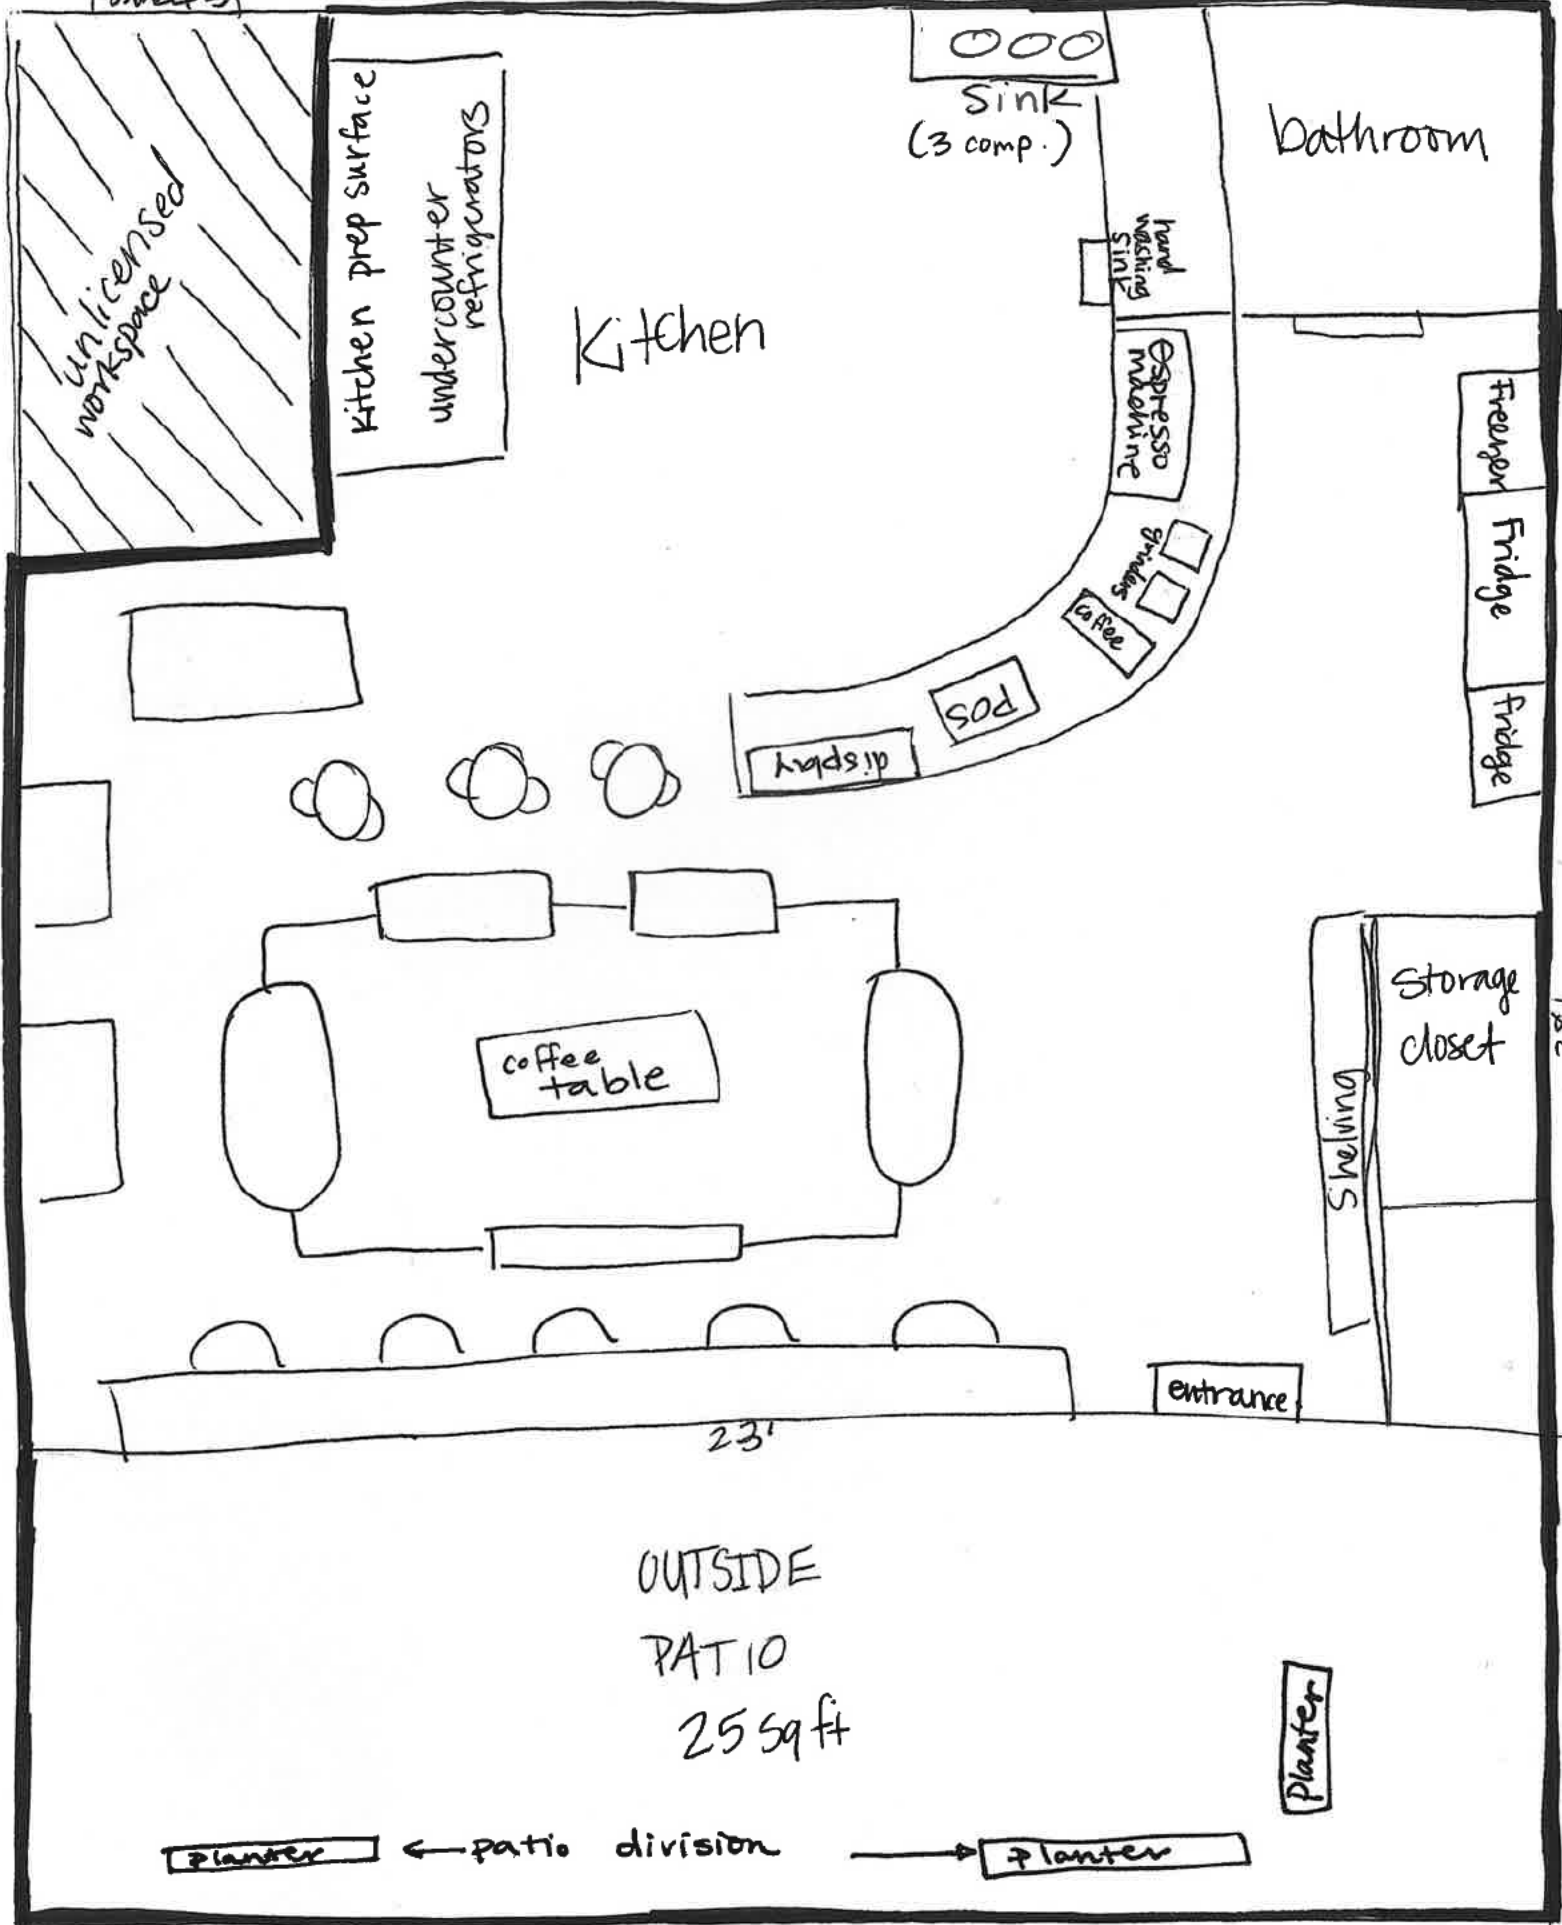 Sink
(3 comp.)
bathroom
unlicensed
workspace
Kitchen prep surface
undercounter
refrigurators
Kitchen
hand
washing
sink
espresso
machine
grinders
coffee
POS
display
Freezer
Fridge
fridge
Storage
closet
Shelving
coffee
table
entrance
23'
OUTSIDE
PATIO
25 sq ft
Planter
planter
patio division
planter